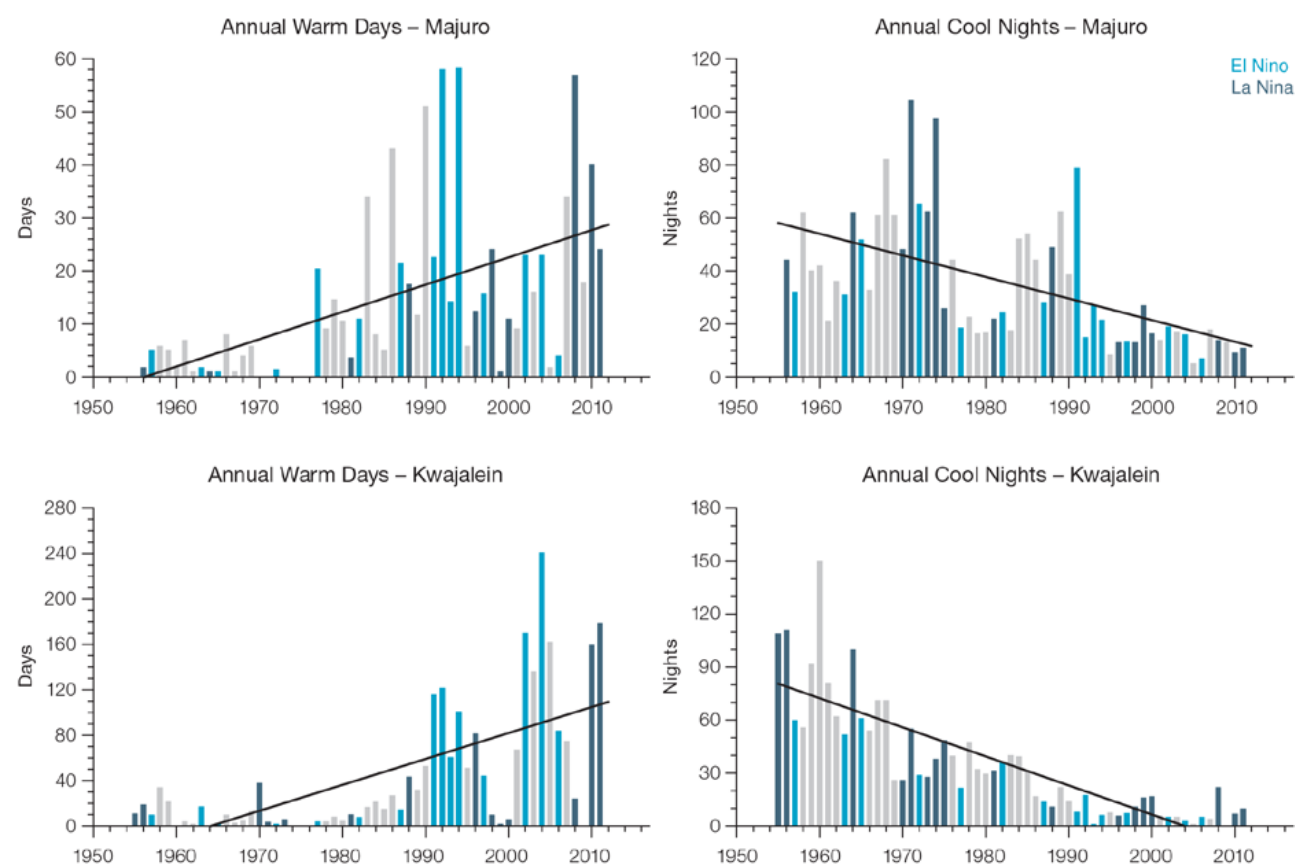 Annual Warm Days – Majuro
60
50
40
30
20
10
0
Days
1950 1960 1970 1980 1990 2000 2010
Annual Cool Nights – Majuro
120
100
80
60
40
20
0
Nights
El Nino
La Nina
1950 1960 1970 1980 1990 2000 2010
Annual Warm Days – Kwajalein
280
240
200
160
120
80
40
0
Days
1950 1960 1970 1980 1990 2000 2010
Annual Cool Nights – Kwajalein
180
150
120
90
60
30
0
Nights
1950 1960 1970 1980 1990 2000 2010